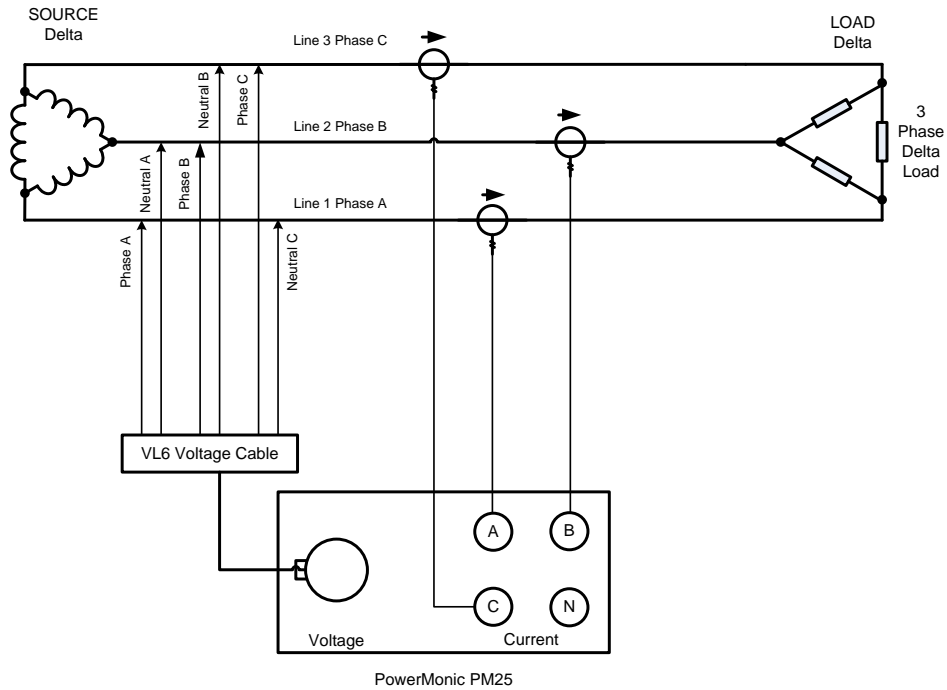 SOURCE
Delta
LOAD
Delta
Line 3 Phase C
Line 2 Phase B
Line 1 Phase A
3
Phase
Delta
Load
Phase A
Neutral A
Phase B
Neutral B
Phase C
Neutral C
VL6 Voltage Cable
A
B
C
N
Voltage
Current
PowerMonic PM25